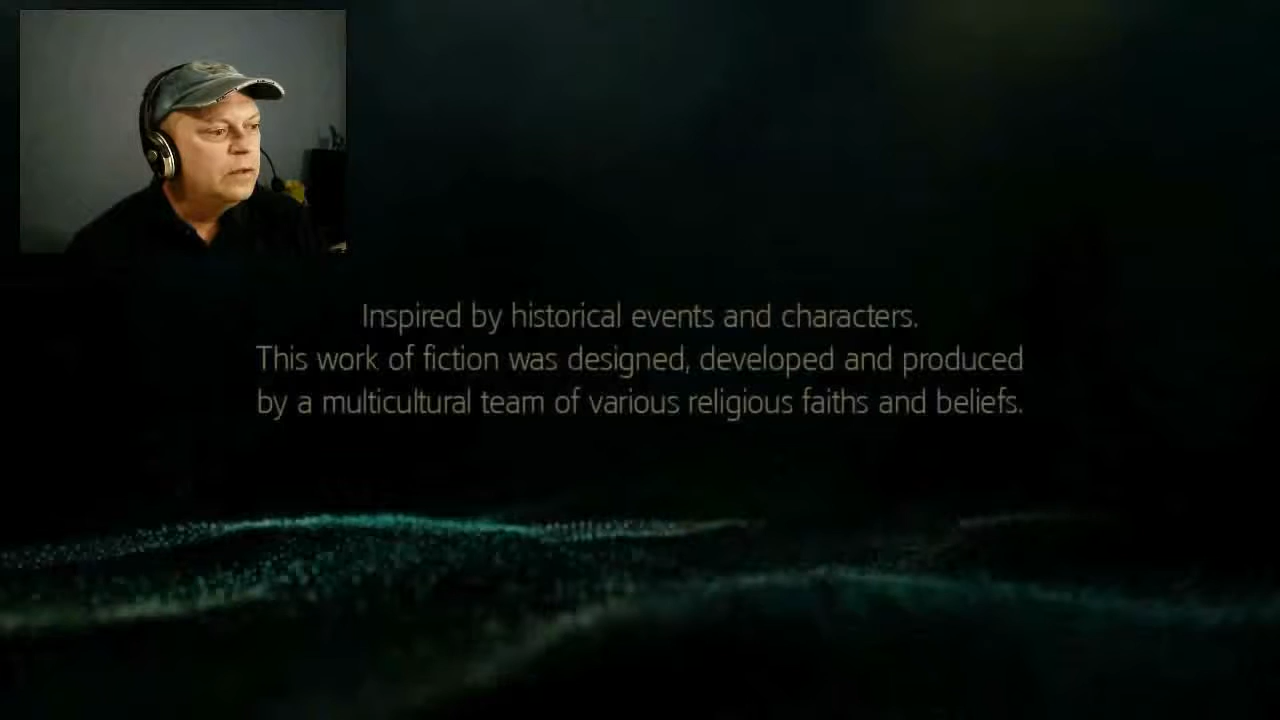 Inspired by historical events and characters.
This work of fiction was designed, developed and produced
by a multicultural team of various religious faiths and beliefs.